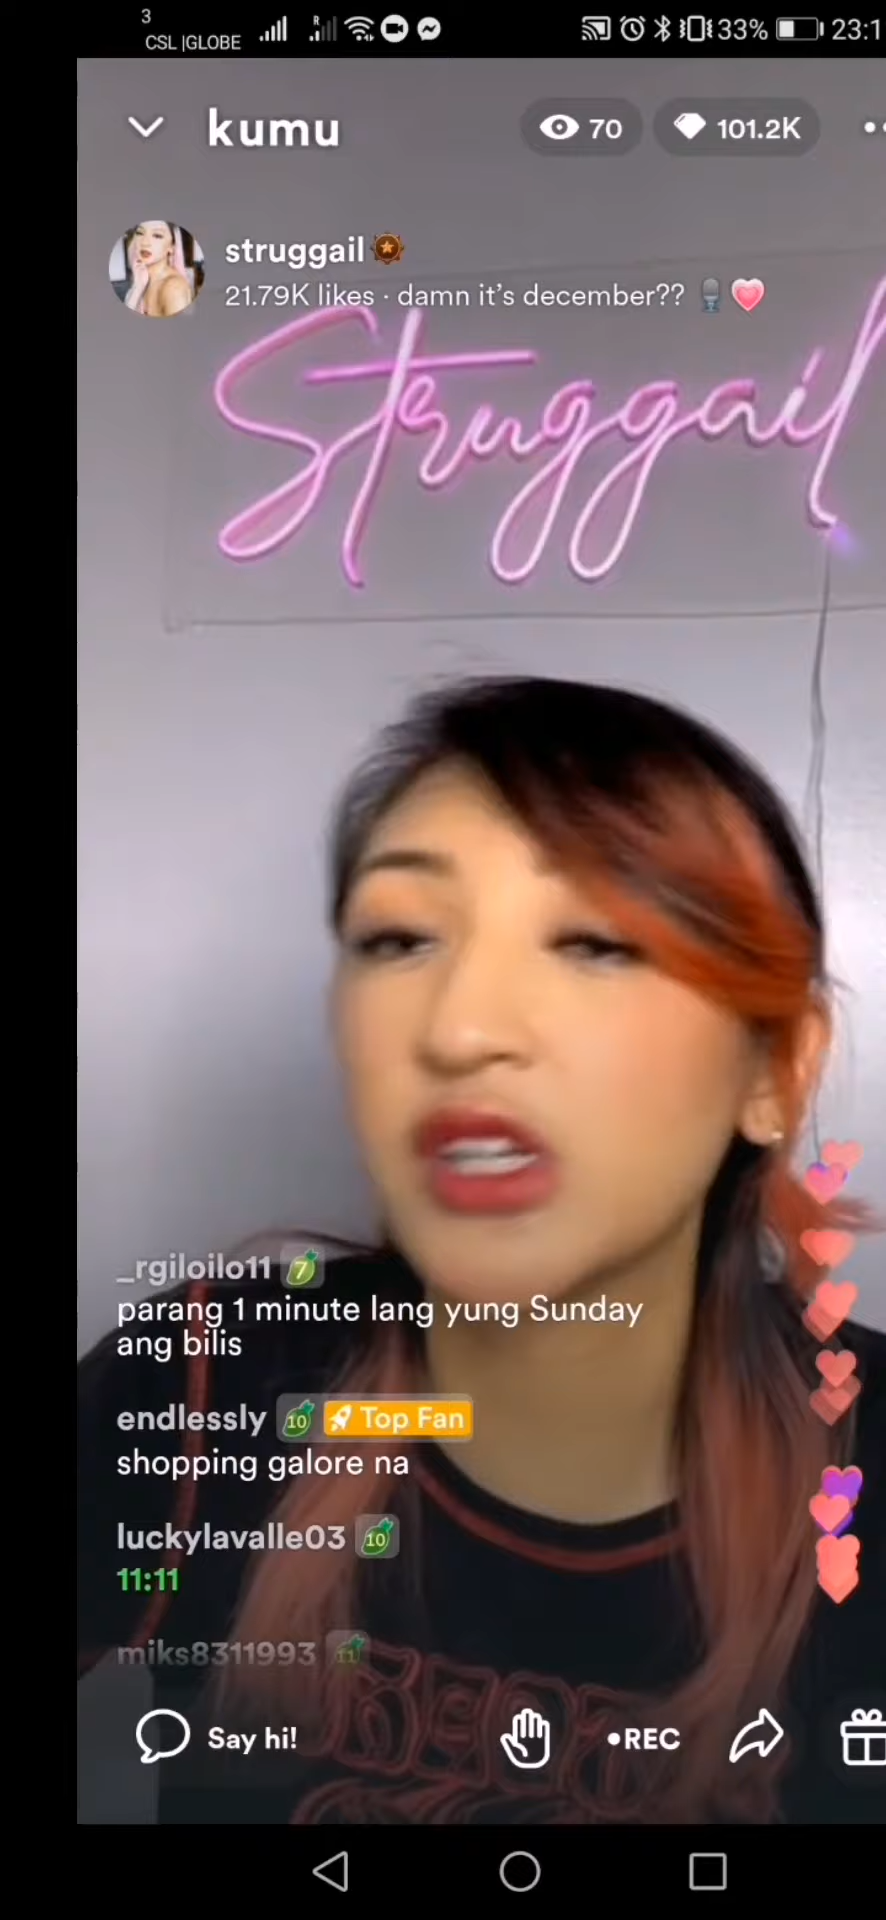 3
CSL |GLOBE
R
33%
23:1
kumu
70
101.2K
struggail
21.79K likes · damn it's december??
Struggail
_rgiloilo11 7
parang 1 minute lang yung Sunday
ang bilis
endlessly 10 Top Fan
shopping galore na
luckylavalle03 10
11:11
miks8311993 11
Say hi!
•REC